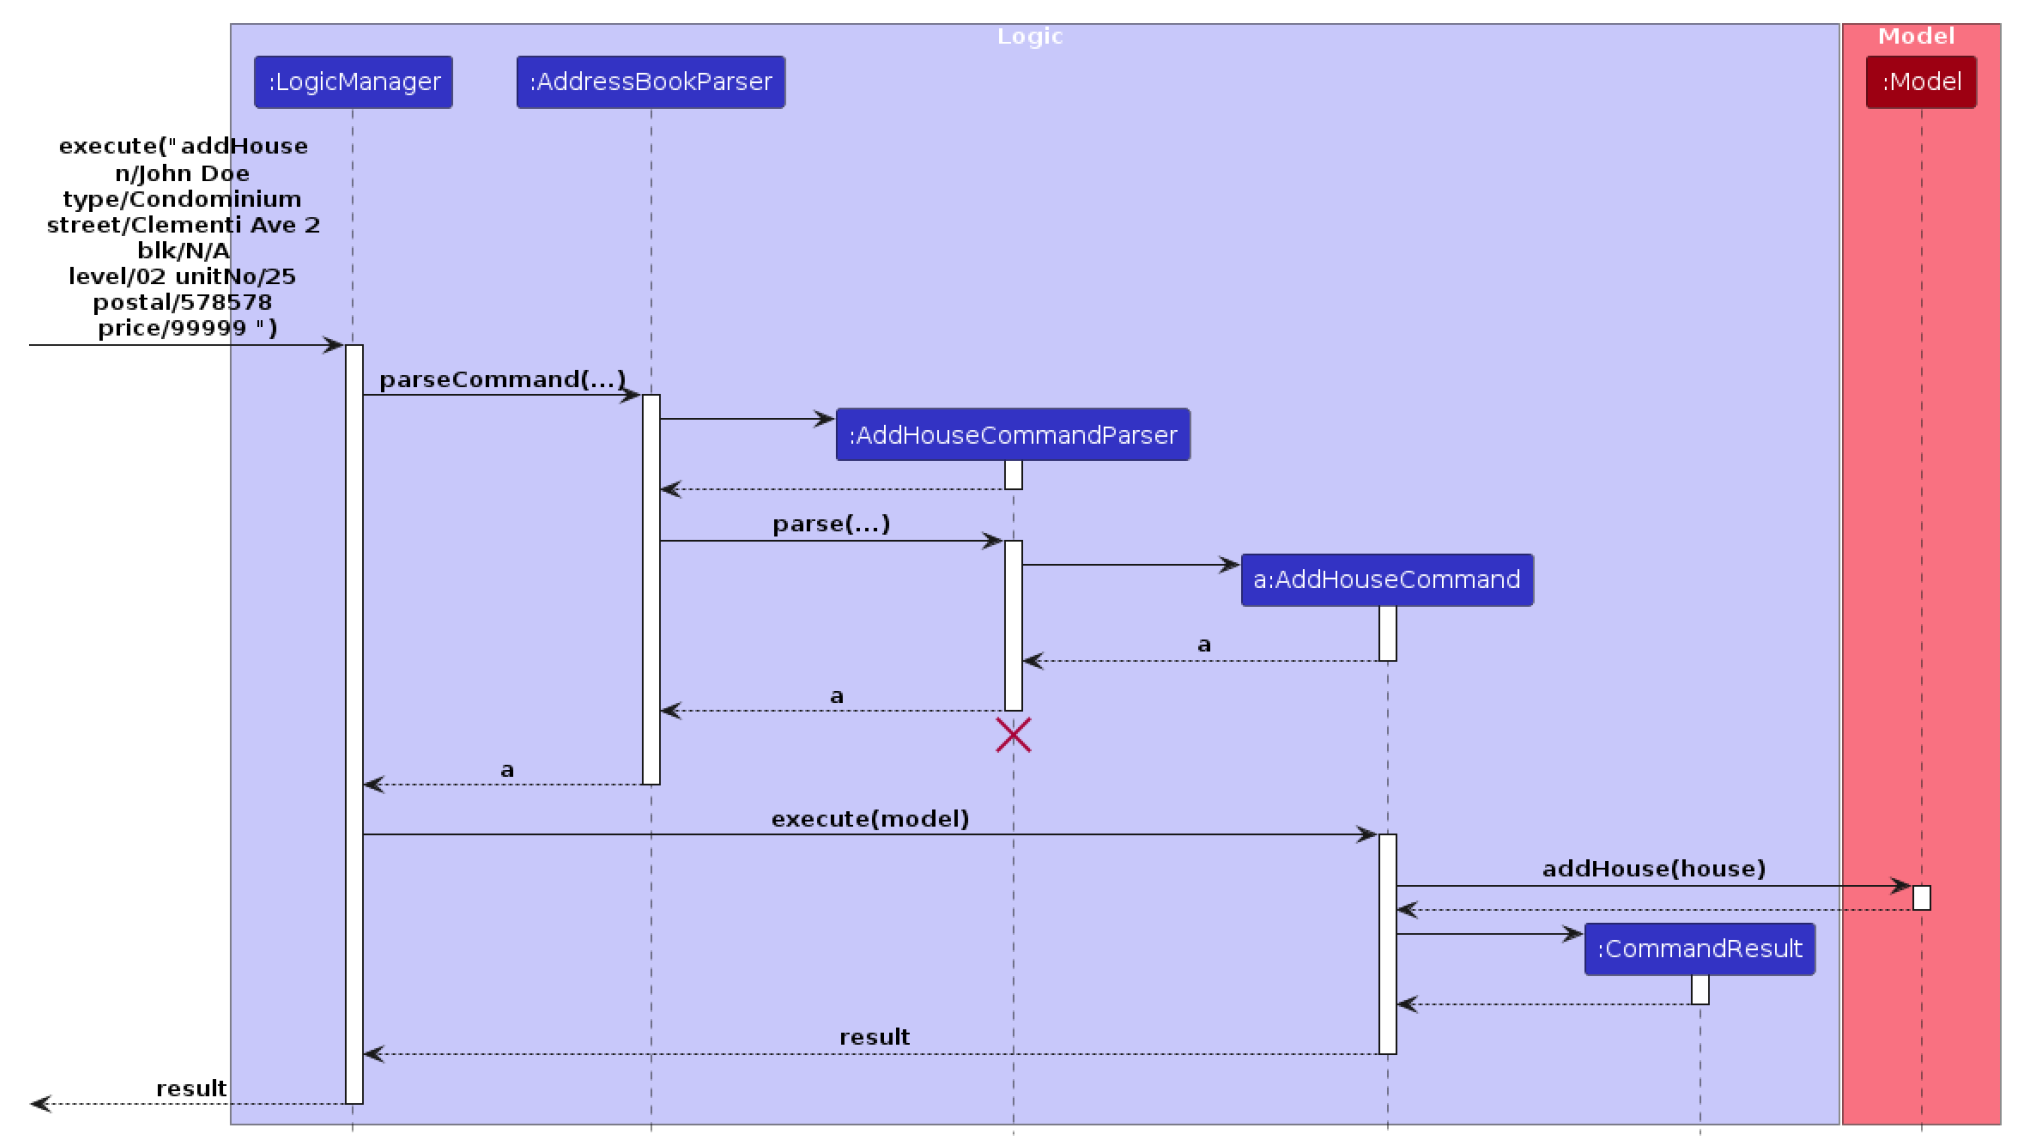 Logic
Model
:LogicManager
:AddressBookParser
:Model
execute("addHouse
n/John Doe
type/Condominium
street/Clementi Ave 2
blk/N/A
level/02 unitNo/25
postal/578578
price/99999 ")
parseCommand(...)
:AddHouseCommandParser
parse(...)
a:AddHouseCommand
a
a
a
execute(model)
addHouse(house)
:CommandResult
result
result